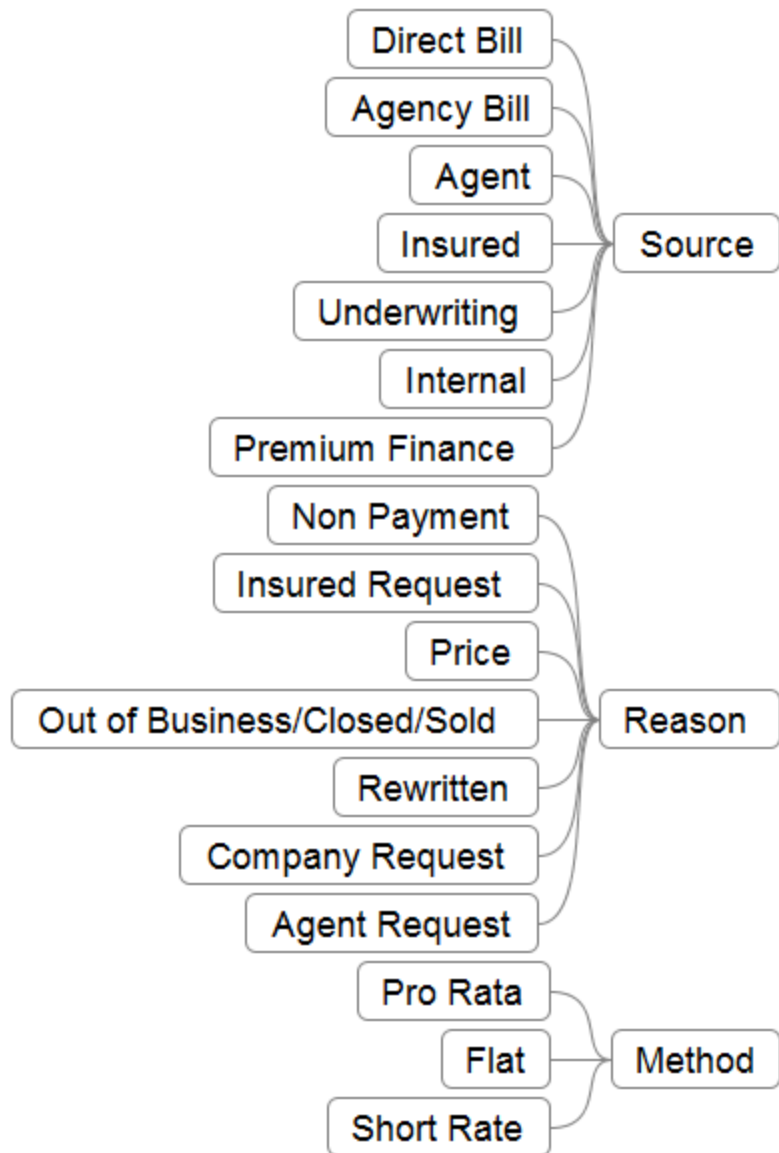 Direct Bill
Agency Bill
Agent
Insured
Source
Underwriting
Internal
Premium Finance
Non Payment
Insured Request
Price
Out of Business/Closed/Sold
Reason
Rewritten
Company Request
Agent Request
Pro Rata
Flat
Method
Short Rate